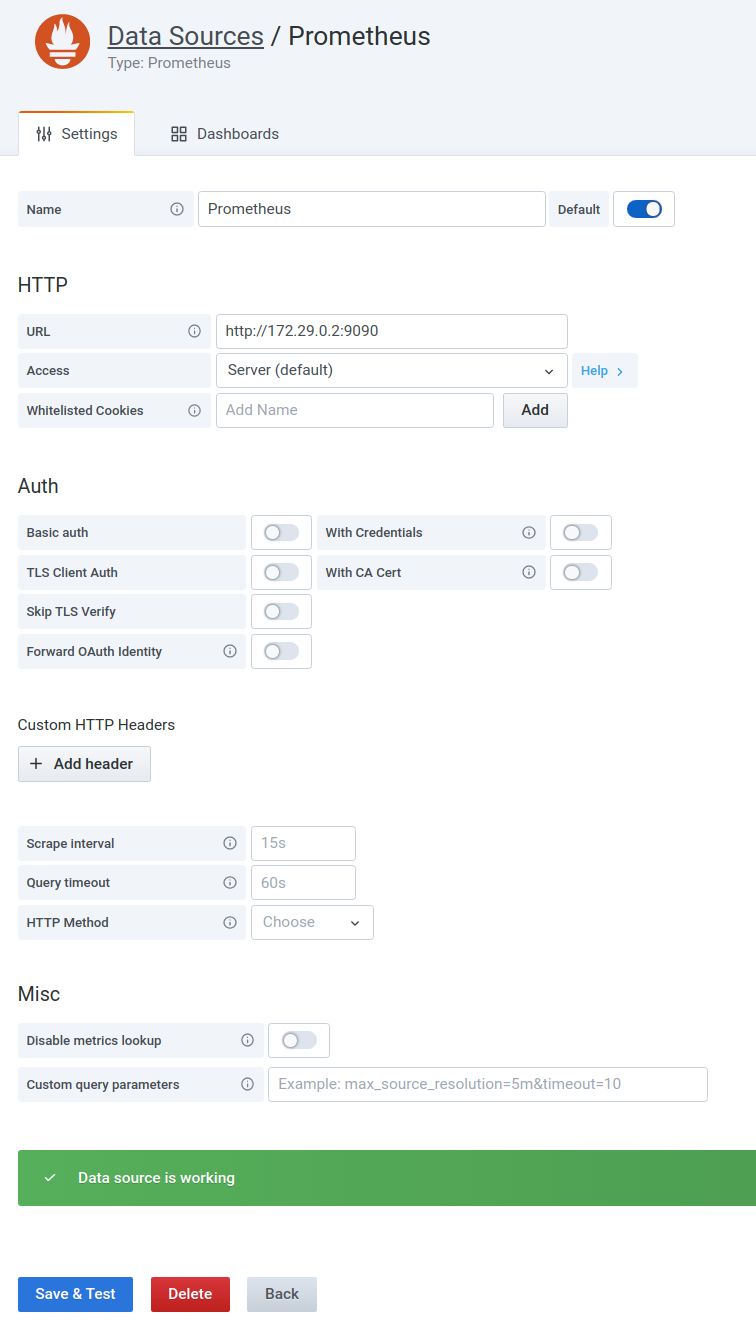 Data Sources / Prometheus
Type: Prometheus
Settings Dashboards
Name Prometheus Default
HTTP
URL http://172.29.0.2:9090
Access Server (default) Help
Whitelisted Cookies Add Name Add
Auth
Basic auth With Credentials
TLS Client Auth With CA Cert
Skip TLS Verify
Forward OAuth Identity
Custom HTTP Headers
Add header
Scrape interval 15s
Query timeout 60s
HTTP Method Choose
Misc
Disable metrics lookup
Custom query parameters Example: max_source_resolution=5m&timeout=10
Data source is working
Save & Test Delete Back